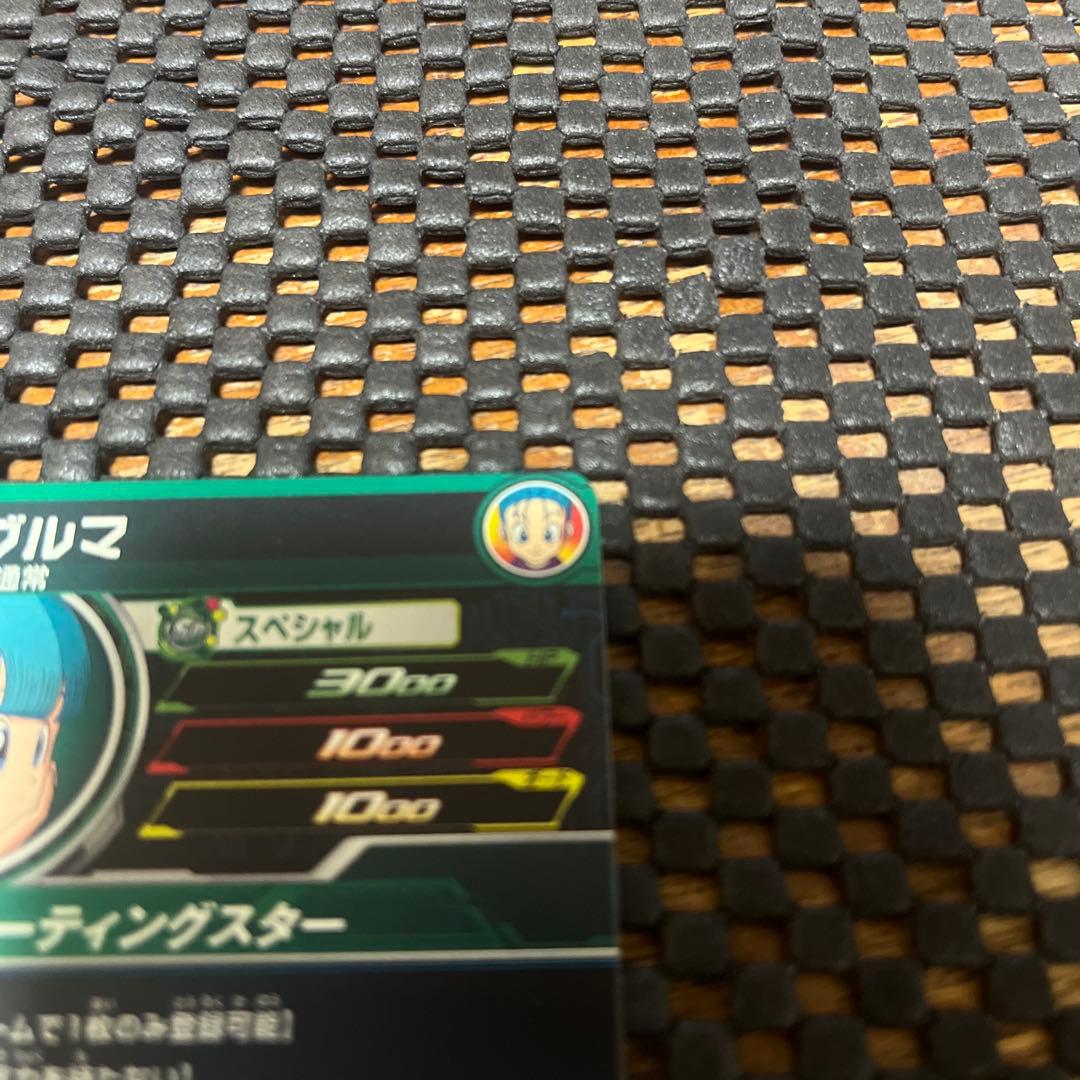 ブルマ
通常
スペシャル
3000
1000
1000
ーティングスター
ームで1枚のみ登録可能]